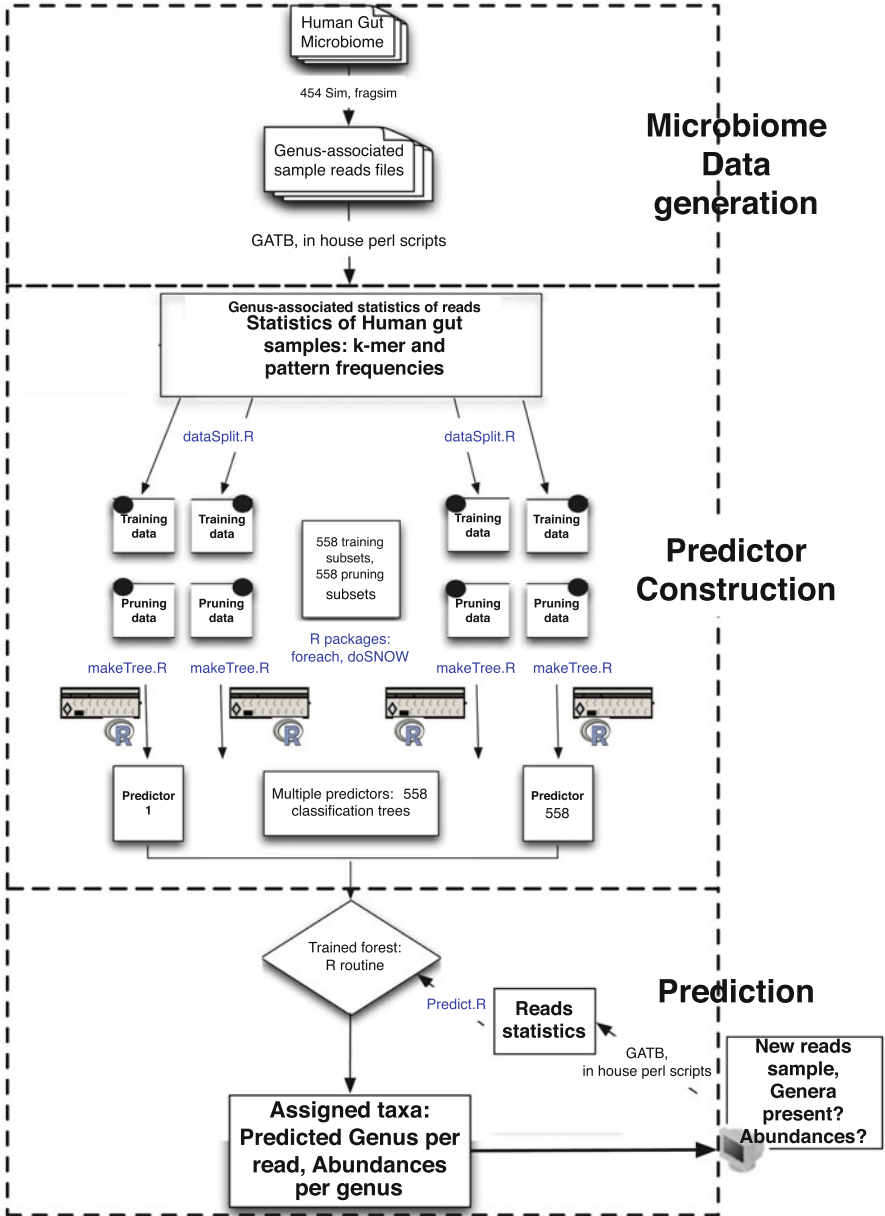 Human Gut
Microbiome
454 Sim, fragsim
Genus-associated
sample reads files
GATB, in house perl scripts
Microbiome
Data
generation
Genus-associated statistics of reads
Statistics of Human gut
samples: k-mer and
pattern frequencies
dataSplit.R
dataSplit.R
Training
data
Training
data
Training
data
Training
data
558 training
subsets,
558 pruning
subsets
Pruning
data
Pruning
data
Pruning
data
Pruning
data
Predictor
Construction
R packages:
foreach, doSNOW
makeTree.R
makeTree.R
makeTree.R
makeTree.R
R
R
R
R
Predictor
1
Multiple predictors: 558
classification trees
Predictor
558
Trained forest:
R routine
Predict.R
Reads
statistics
Prediction
GATB,
in house perl scripts
New reads
sample,
Genera
present?
Abundances?
Assigned taxa:
Predicted Genus per
read, Abundances
per genus